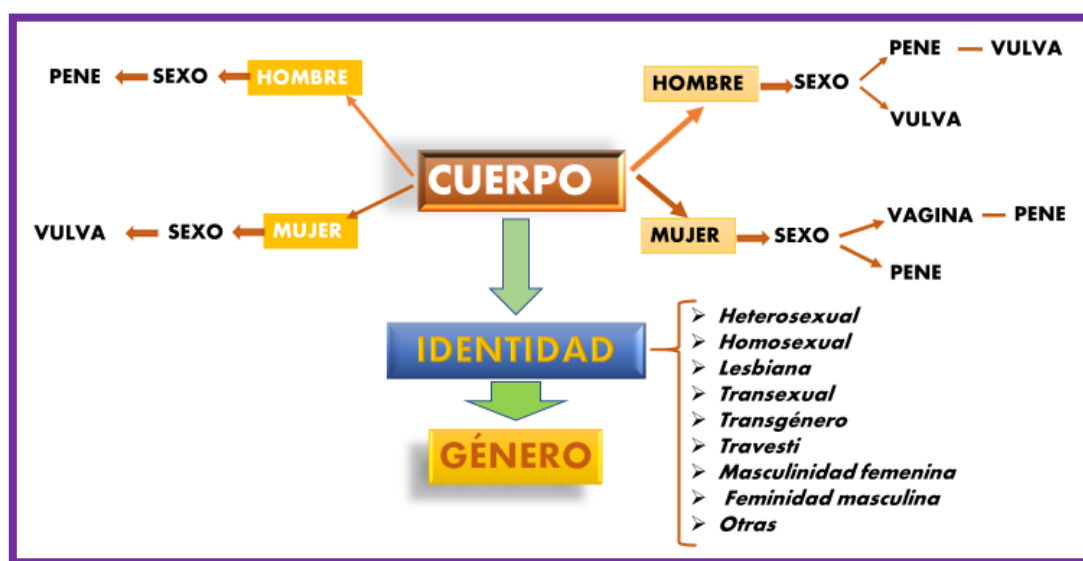 PENE SEXO HOMBRE
HOMBRE SEXO PENE VULVA
VULVA
CUERPO
VULVA SEXO MUJER
MUJER SEXO VAGINA PENE
PENE
IDENTIDAD
Heterosexual
Homosexual
Lesbiana
Transexual
Transgénero
Travesti
Masculinidad femenina
Feminidad masculina
Otras
GÉNERO